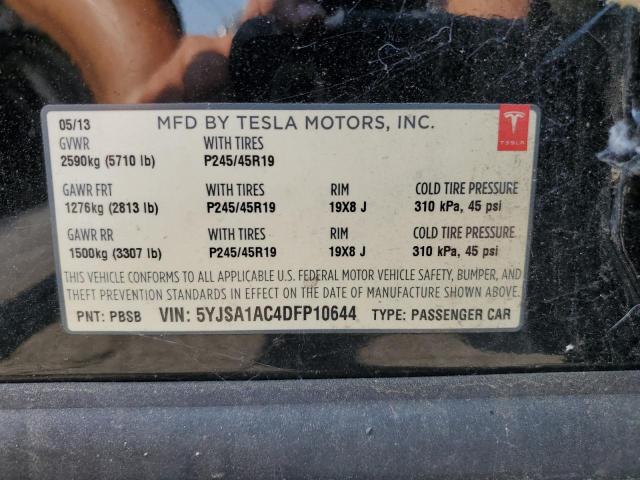 05/13 MFD BY TESLA MOTORS, INC.
TESLA
GVWR WITH TIRES
2590kg (5710 lb) P245/45R19
GAWR FRT WITH TIRES RIM COLD TIRE PRESSURE
1276kg (2813 lb) P245/45R19 19X8 J 310 kPa, 45 psi
GAWR RR WITH TIRES RIM COLD TIRE PRESSURE
1500kg (3307 lb) P245/45R19 19X8 J 310 kPa, 45 psi
THIS VEHICLE CONFORMS TO ALL APPLICABLE U.S. FEDERAL MOTOR VEHICLE SAFETY, BUMPER, AND
THEFT PREVENTION STANDARDS IN EFFECT ON THE DATE OF MANUFACTURE SHOWN ABOVE.
PNT: PBSB VIN: 5YJSA1AC4DFP10644 TYPE: PASSENGER CAR